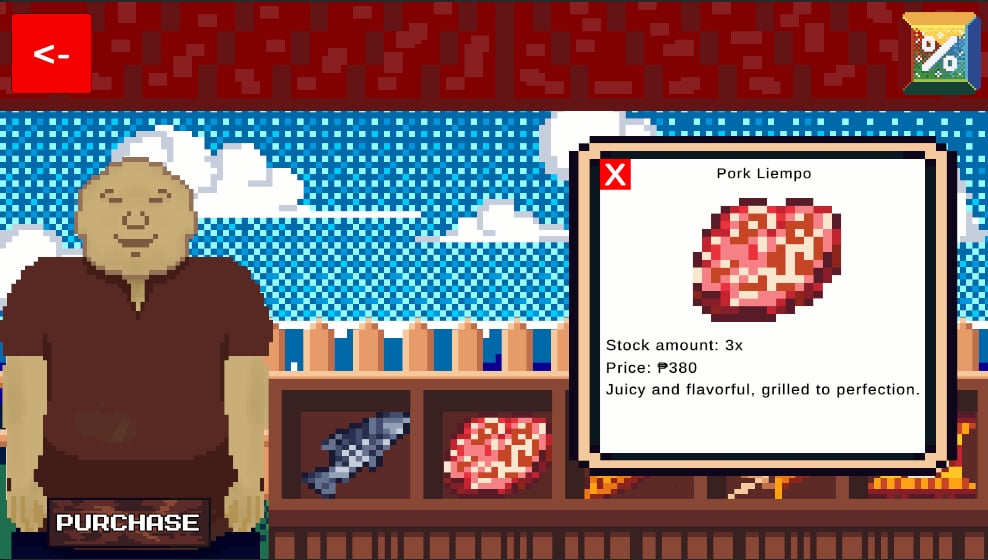 <-
%
X
Pork Liempo
Stock amount: 3x
Price: ₱380
Juicy and flavorful, grilled to perfection.
PURCHASE